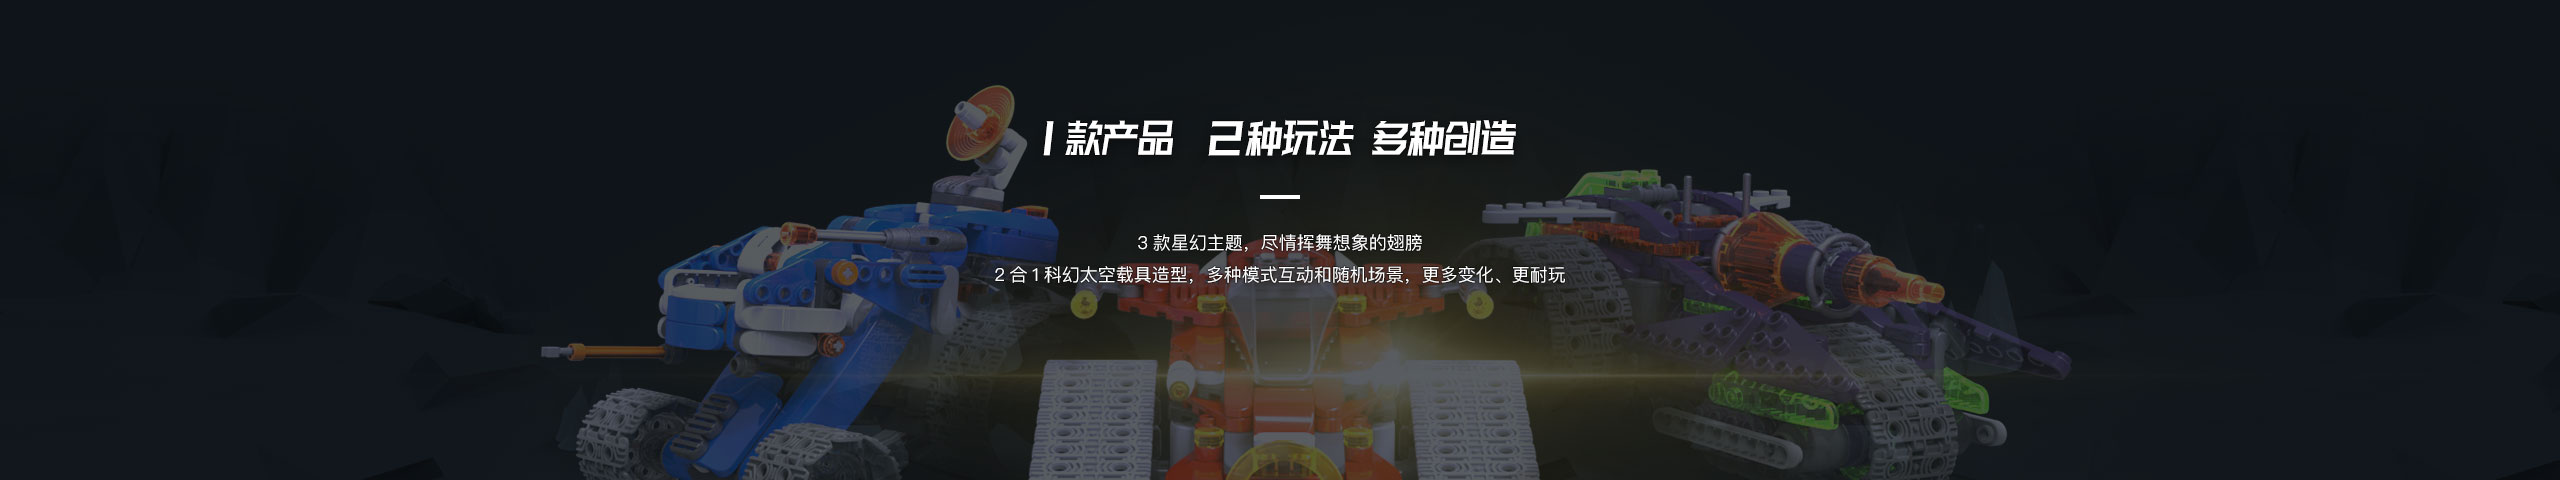 1款产品 2种玩法 多种创造
3 款星幻主题，尽情挥舞想象的翅膀
2 合 1 科幻太空载具造型，多种模式互动和随机场景，更多变化、更耐玩